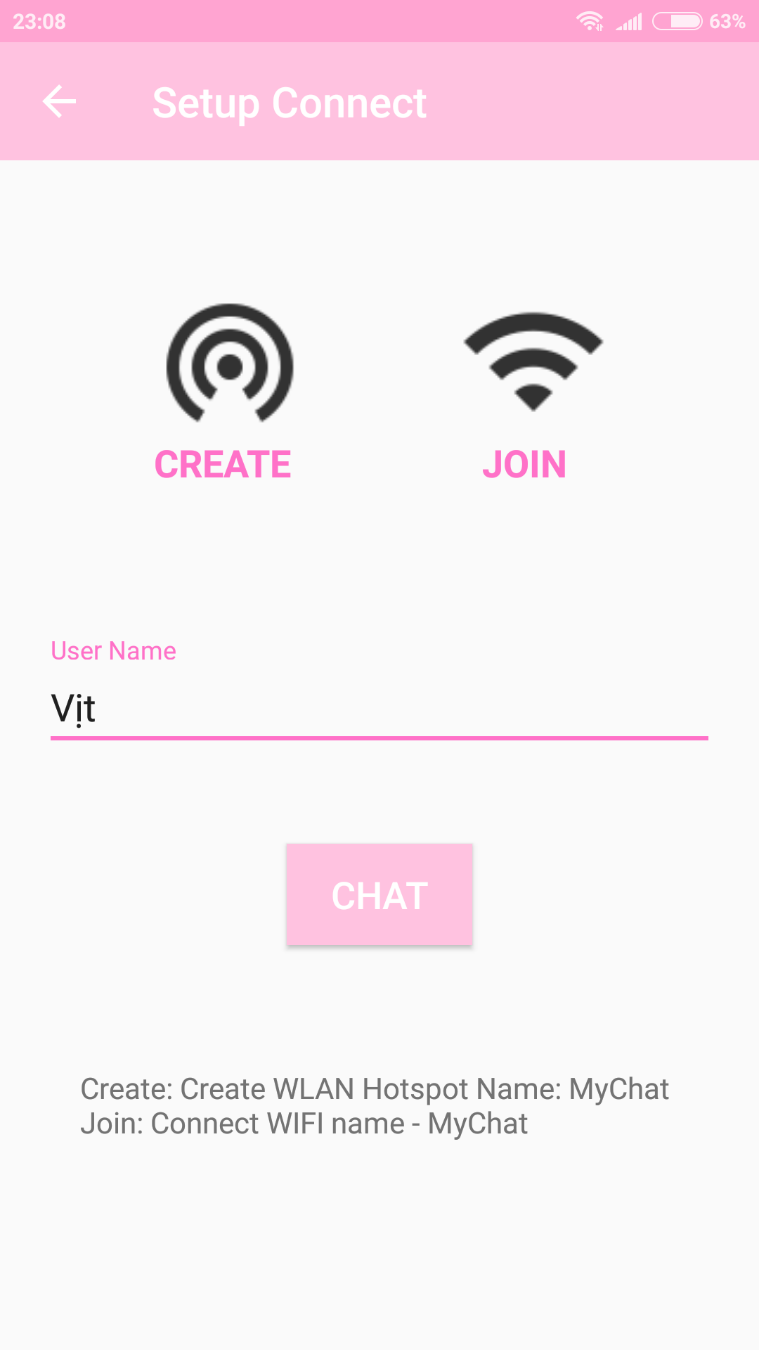 23:08
63%
Setup Connect
CREATE
JOIN
User Name
Vịt
CHAT
Create: Create WLAN Hotspot Name: MyChat
Join: Connect WIFI name - MyChat